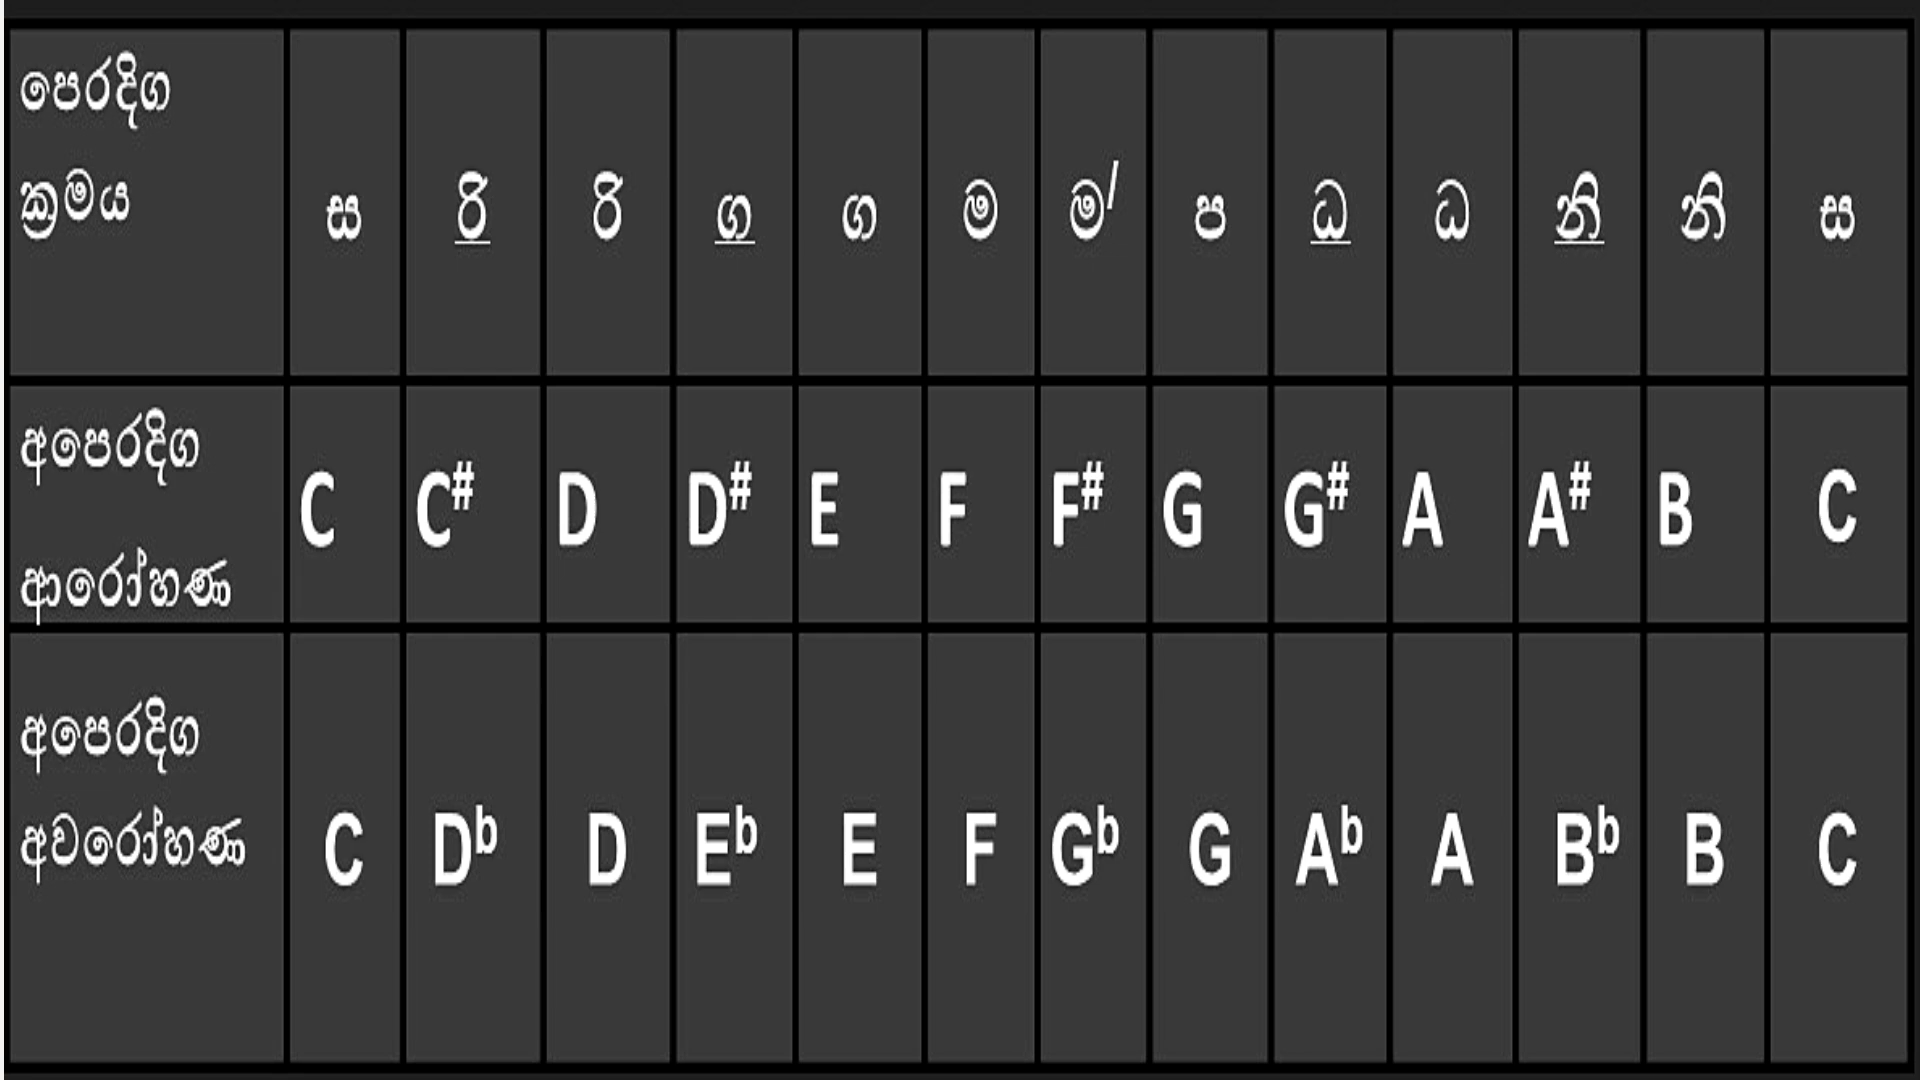 පෙරදිග
ක්‍රමය
ස රි රි ග ග ම ම/ ප ධ ධ නි නි ස
අපෙරදිග
ආරෝහණ
C C# D D# E F F# G G# A A# B C
අපෙරදිග
අවරෝහණ
C Db D Eb E F Gb G Ab A Bb B C